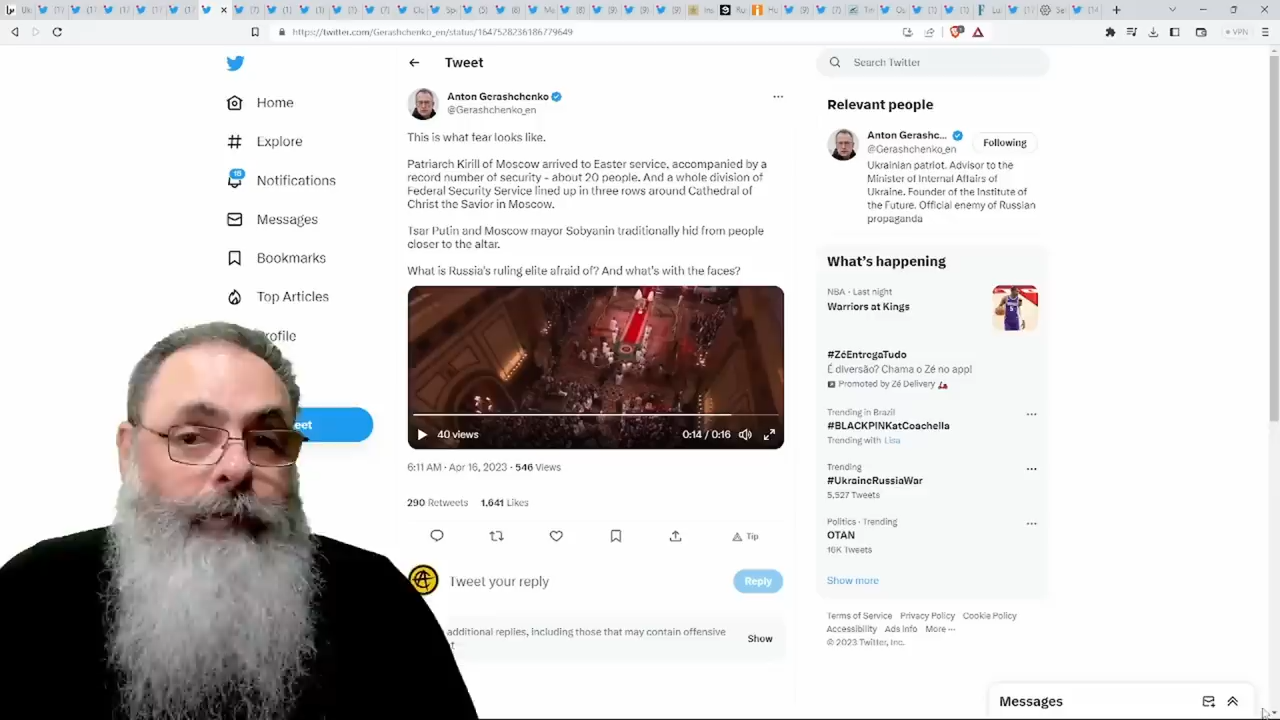 https://twitter.com/Gerashchenko_en/status/1647528236186779649
VPN
Home
Explore
18
Notifications
Messages
Bookmarks
Top Articles
rofile
eet
Tweet
Anton Gerashchenko
@Gerashchenko_en
This is what fear looks like.
Patriarch Kirill of Moscow arrived to Easter service, accompanied by a
record number of security - about 20 people. And a whole division of
Federal Security Service lined up in three rows around Cathedral of
Christ the Savior in Moscow.
Tsar Putin and Moscow mayor Sobyanin traditionally hid from people
closer to the altar.
What is Russia's ruling elite afraid of? And what's with the faces?
40 views
0:14 / 0:16
6:11 AM · Apr 16, 2023 · 546 Views
290 Retweets 1,641 Likes
Tip
Tweet your reply
Reply
additional replies, including those that may contain offensive
t
Show
Search Twitter
Relevant people
Anton Gerashc...
@Gerashchenko_en
Following
Ukrainian patriot. Advisor to the
Minister of Internal Affairs of
Ukraine. Founder of the Institute of
the Future. Official enemy of Russian
propaganda
What's happening
NBA · Last night
Warriors at Kings
#ZéEntregaTudo
É diversão? Chama o Zé no app!
Promoted by Zé Delivery
Trending in Brazil
#BLACKPINKatCoachella
Trending with Lisa
Trending
#UkraineRussiaWar
5,527 Tweets
Politics · Trending
OTAN
16K Tweets
Show more
Terms of Service Privacy Policy Cookie Policy
Accessibility Ads info More ...
© 2023 Twitter, Inc.
Messages